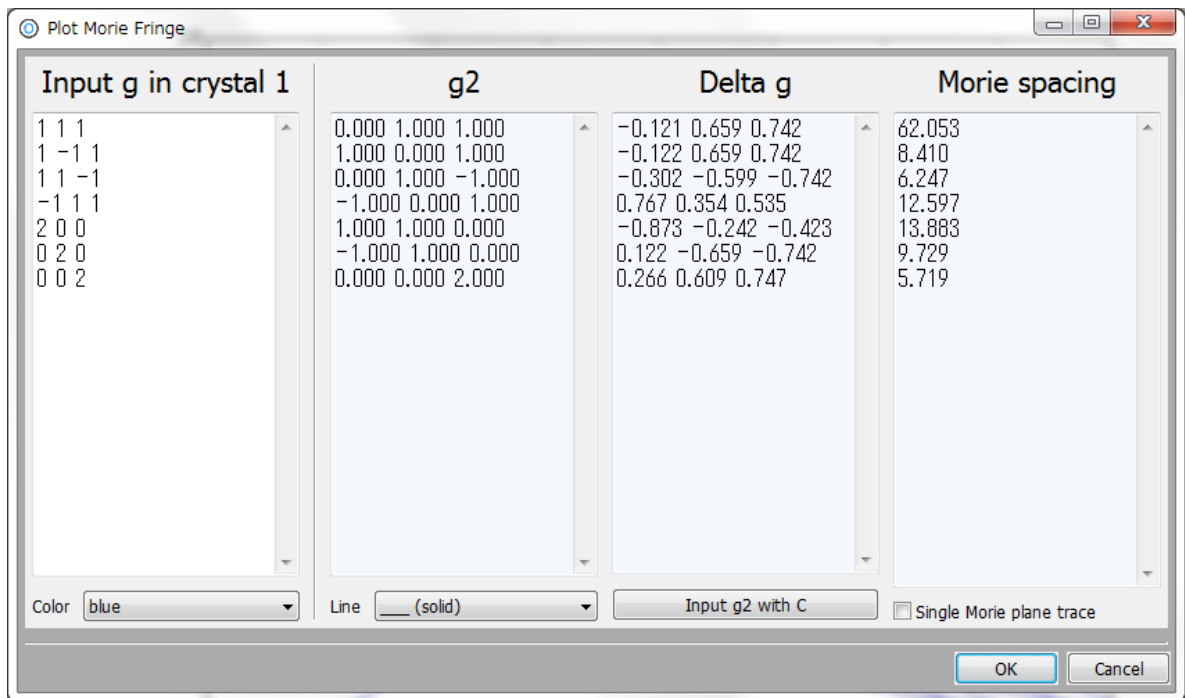 Plot Morie Fringe
Input g in crystal 1
g2
Delta g
Morie spacing
1 1 1
1 -1 1
1 1 -1
-1 1 1
2 0 0
0 2 0
0 0 2
0.000 1.000 1.000
1.000 0.000 1.000
0.000 1.000 -1.000
-1.000 0.000 1.000
1.000 1.000 0.000
-1.000 1.000 0.000
0.000 0.000 2.000
-0.121 0.659 0.742
-0.122 0.659 0.742
-0.302 -0.599 -0.742
0.767 0.354 0.535
-0.873 -0.242 -0.423
0.122 -0.659 -0.742
0.266 0.609 0.747
62.053
8.410
6.247
12.597
13.883
9.729
5.719
Color
blue
Line
___ (solid)
Input g2 with C
Single Morie plane trace
OK
Cancel